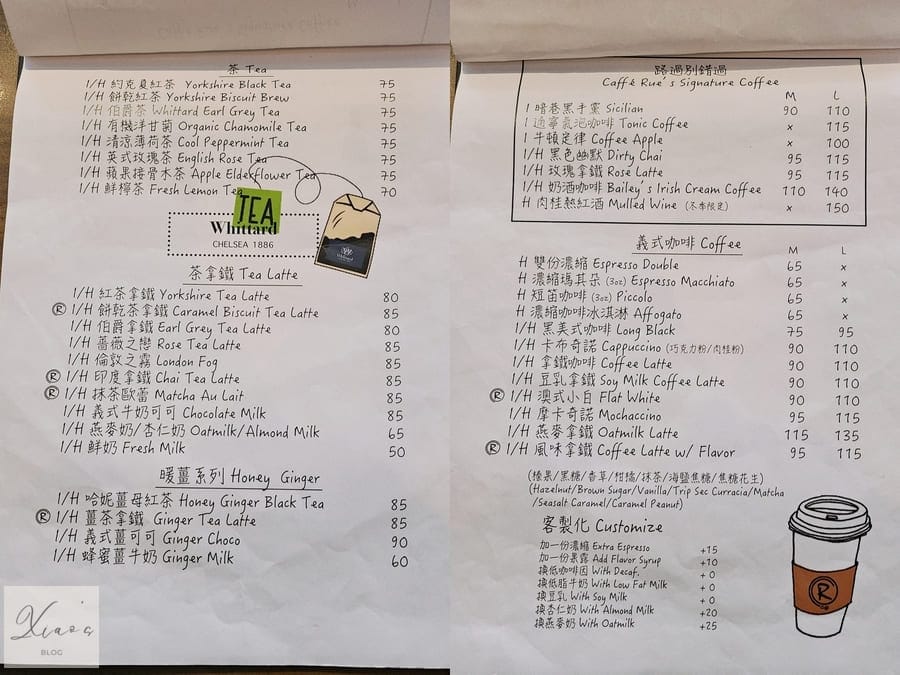 茶 Tea
I/H 約克夏紅茶 Yorkshire Black Tea 75
I/H 餅乾紅茶 Yorkshire Biscuit Brew 75
I/H 伯爵茶 Whittard Earl Grey Tea 75
I/H 有機洋甘菊 Organic Chamomile Tea 75
I/H 清涼薄荷茶 Cool Peppermint Tea 75
I/H 英式玫瑰茶 English Rose Tea 75
I/H 蘋果接骨木茶 Apple Elderkflower Tea 75
I/H 鮮檸茶 Fresh Lemon Tea 70
TEA
Whittard
CHELSEA 1886
茶拿鐵 Tea Latte
I/H 紅茶拿鐵 Yorkshire Tea Latte 80
Ⓡ I/H 餅乾茶拿鐵 Caramel Biscuit Tea Latte 85
I/H 伯爵拿鐵 Earl Grey Tea Latte 80
I/H 薔薇之戀 Rose Tea Latte 85
I/H 倫敦之霧 London Fog 85
Ⓡ I/H 印度拿鐵 Chai Tea Latte 85
Ⓡ I/H 抹茶歐蕾 Matcha Au Lait 85
I/H 義式牛奶可可 Chocolate Milk 85
I/H 燕麥奶/杏仁奶 Oatmilk/Almond Milk 65
I/H 鮮奶 Fresh Milk 50
暖薑系列 Honey Ginger
I/H 哈妮薑母紅茶 Honey Ginger Black Tea 85
Ⓡ I/H 薑茶拿鐵 Ginger Tea Latte 85
I/H 義式薑可可 Ginger Choco 90
I/H 蜂蜜薑牛奶 Ginger Milk 60
Xiao's
BLOG
路過別錯過
Caffé Rue's Signature Coffee
M L
I 暗巷黑手黨 Sicilian 90 110
I 通寧氣泡咖啡 Tonic Coffee x 115
I 牛頓定律 Coffee Apple x 100
I/H 黑色幽默 Dirty Chai 95 115
I/H 玫瑰拿鐵 Rose Latte 95 115
I/H 奶酒咖啡 Bailey's Irish Cream Coffee 110 140
H 肉桂熱紅酒 Mulled Wine (冬季限定) x 150
義式咖啡 Coffee M L
H 雙份濃縮 Espresso Double 65 x
H 濃縮瑪其朵 (3oz) Espresso Macchiato 65 x
H 短笛咖啡 (3oz) Piccolo 65 x
H 濃縮咖啡冰淇淋 Affogato 65 x
I/H 黑美式咖啡 Long Black 75 95
I/H 卡布奇諾 Cappuccino (巧克力粉/肉桂粉) 90 110
I/H 拿鐵咖啡 Coffee Latte 90 110
I/H 豆乳拿鐵 Soy Milk Coffee Latte 90 110
Ⓡ I/H 澳式小白 Flat White 90 110
I/H 摩卡奇諾 Mochaccino 95 115
I/H 燕麥拿鐵 Oatmilk Latte 115 135
Ⓡ I/H 風味拿鐵 Coffee Latte w/ Flavor 95 115
(榛果/黑糖/香草/柑橘/抹茶/海鹽焦糖/焦糖花生)
(Hazelnut/Brown Sugar/Vanilla/Trip Sec Curracia/Matcha
/Seasalt Caramel/Caramel Peanut)
客製化 Customize
加一份濃縮 Extra Espresso +15
加一份果露 Add Flavor Syrup +10
換低咖啡因 With Decaf. + 0
換低脂牛奶 With Low Fat Milk + 0
換豆乳 With Soy Milk + 0
換杏仁奶 With Almond Milk +20
換燕麥奶 With Oatmilk +25
R